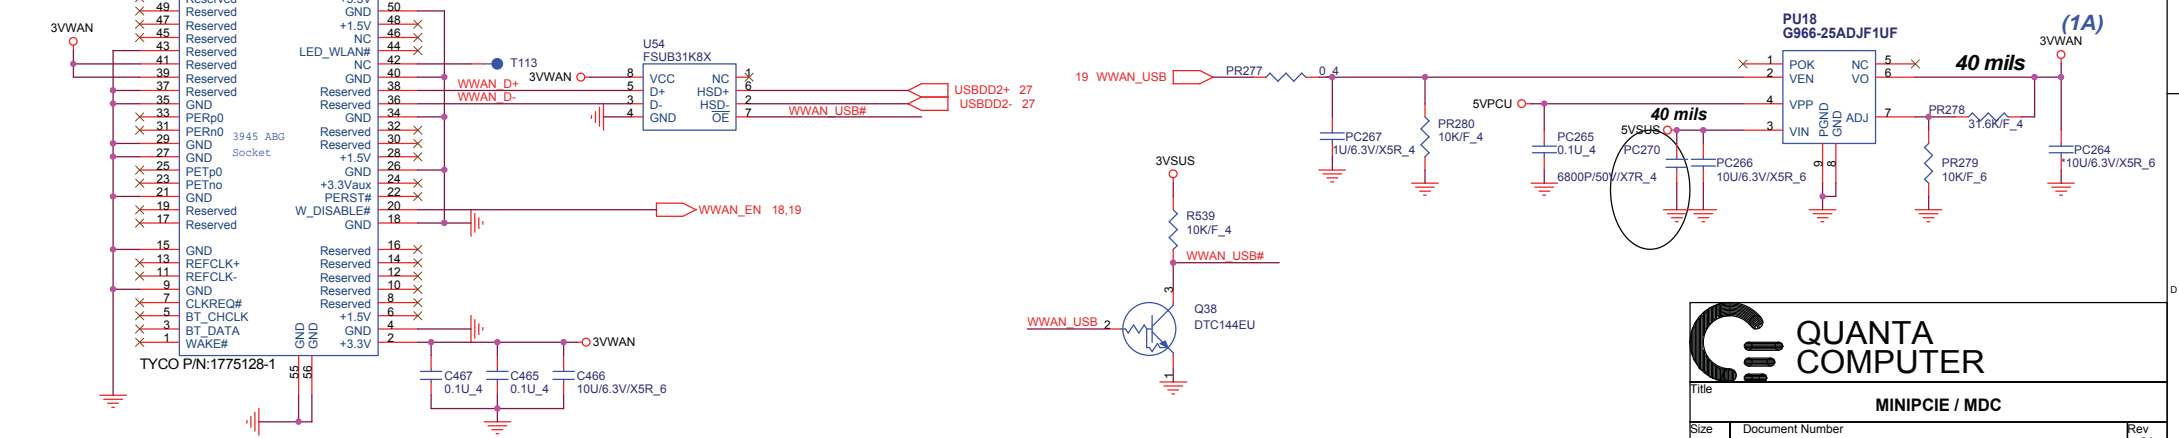 3VWAN
49 Reserved
47 Reserved
45 Reserved
43 Reserved
41 Reserved
39 Reserved
37 Reserved
35 GND
33 PERp0
31 PERn0
29 GND
27 GND
25 PETp0
23 PETno
21 GND
19 Reserved
17 Reserved
15 GND
13 REFCLK+
11 REFCLK-
9 GND
7 CLKREQ#
5 BT_CHCLK
3 BT_DATA
1 WAKE#
3945 ABG
Socket
GND 50
+1.5V 48
NC 46
LED_WLAN# 44
NC 42
GND 40
Reserved 38
Reserved 36
GND 34
Reserved 32
Reserved 30
+1.5V 28
GND 26
+3.3Vaux 24
PERST# 22
W_DISABLE# 20
GND 18
Reserved 16
Reserved 14
Reserved 12
Reserved 10
Reserved 8
+1.5V 6
GND 4
+3.3V 2
GND GND
55 56
TYCO P/N:1775128-1
T113
WWAN_D+
WWAN_D-
3VWAN
U54
FSUB31K8X
8 VCC NC 1
5 D+ HSD+ 6
3 D- HSD- 2
4 GND OE 7
USBDD2+ 27
USBDD2- 27
WWAN_USB#
WWAN_EN 18,19
3VWAN
C467
0.1U_4
C465
0.1U_4
C466
10U/6.3V/X5R_6
3VSUS
R539
10K/F_4
WWAN_USB#
3
Q38
DTC144EU
WWAN_USB 2
1
19 WWAN_USB
PR277 0_4
PC267
1U/6.3V/X5R_4
PR280
10K/F_4
5VPCU
PC265
0.1U_4
40 mils
5VSUS
PC270
6800P/50V/X7R_4
PC266
10U/6.3V/X5R_6
PU18
G966-25ADJF1UF
1 POK NC 5
2 VEN VO 6
4 VPP
ADJ 7
3 VIN
PGND GND
9 8
(1A)
3VWAN
40 mils
PR278
31.6K/F_4
PR279
10K/F_6
PC264
*10U/6.3V/X5R_6
D
QUANTA
COMPUTER
Title
MINIPCIE / MDC
Size Document Number Rev